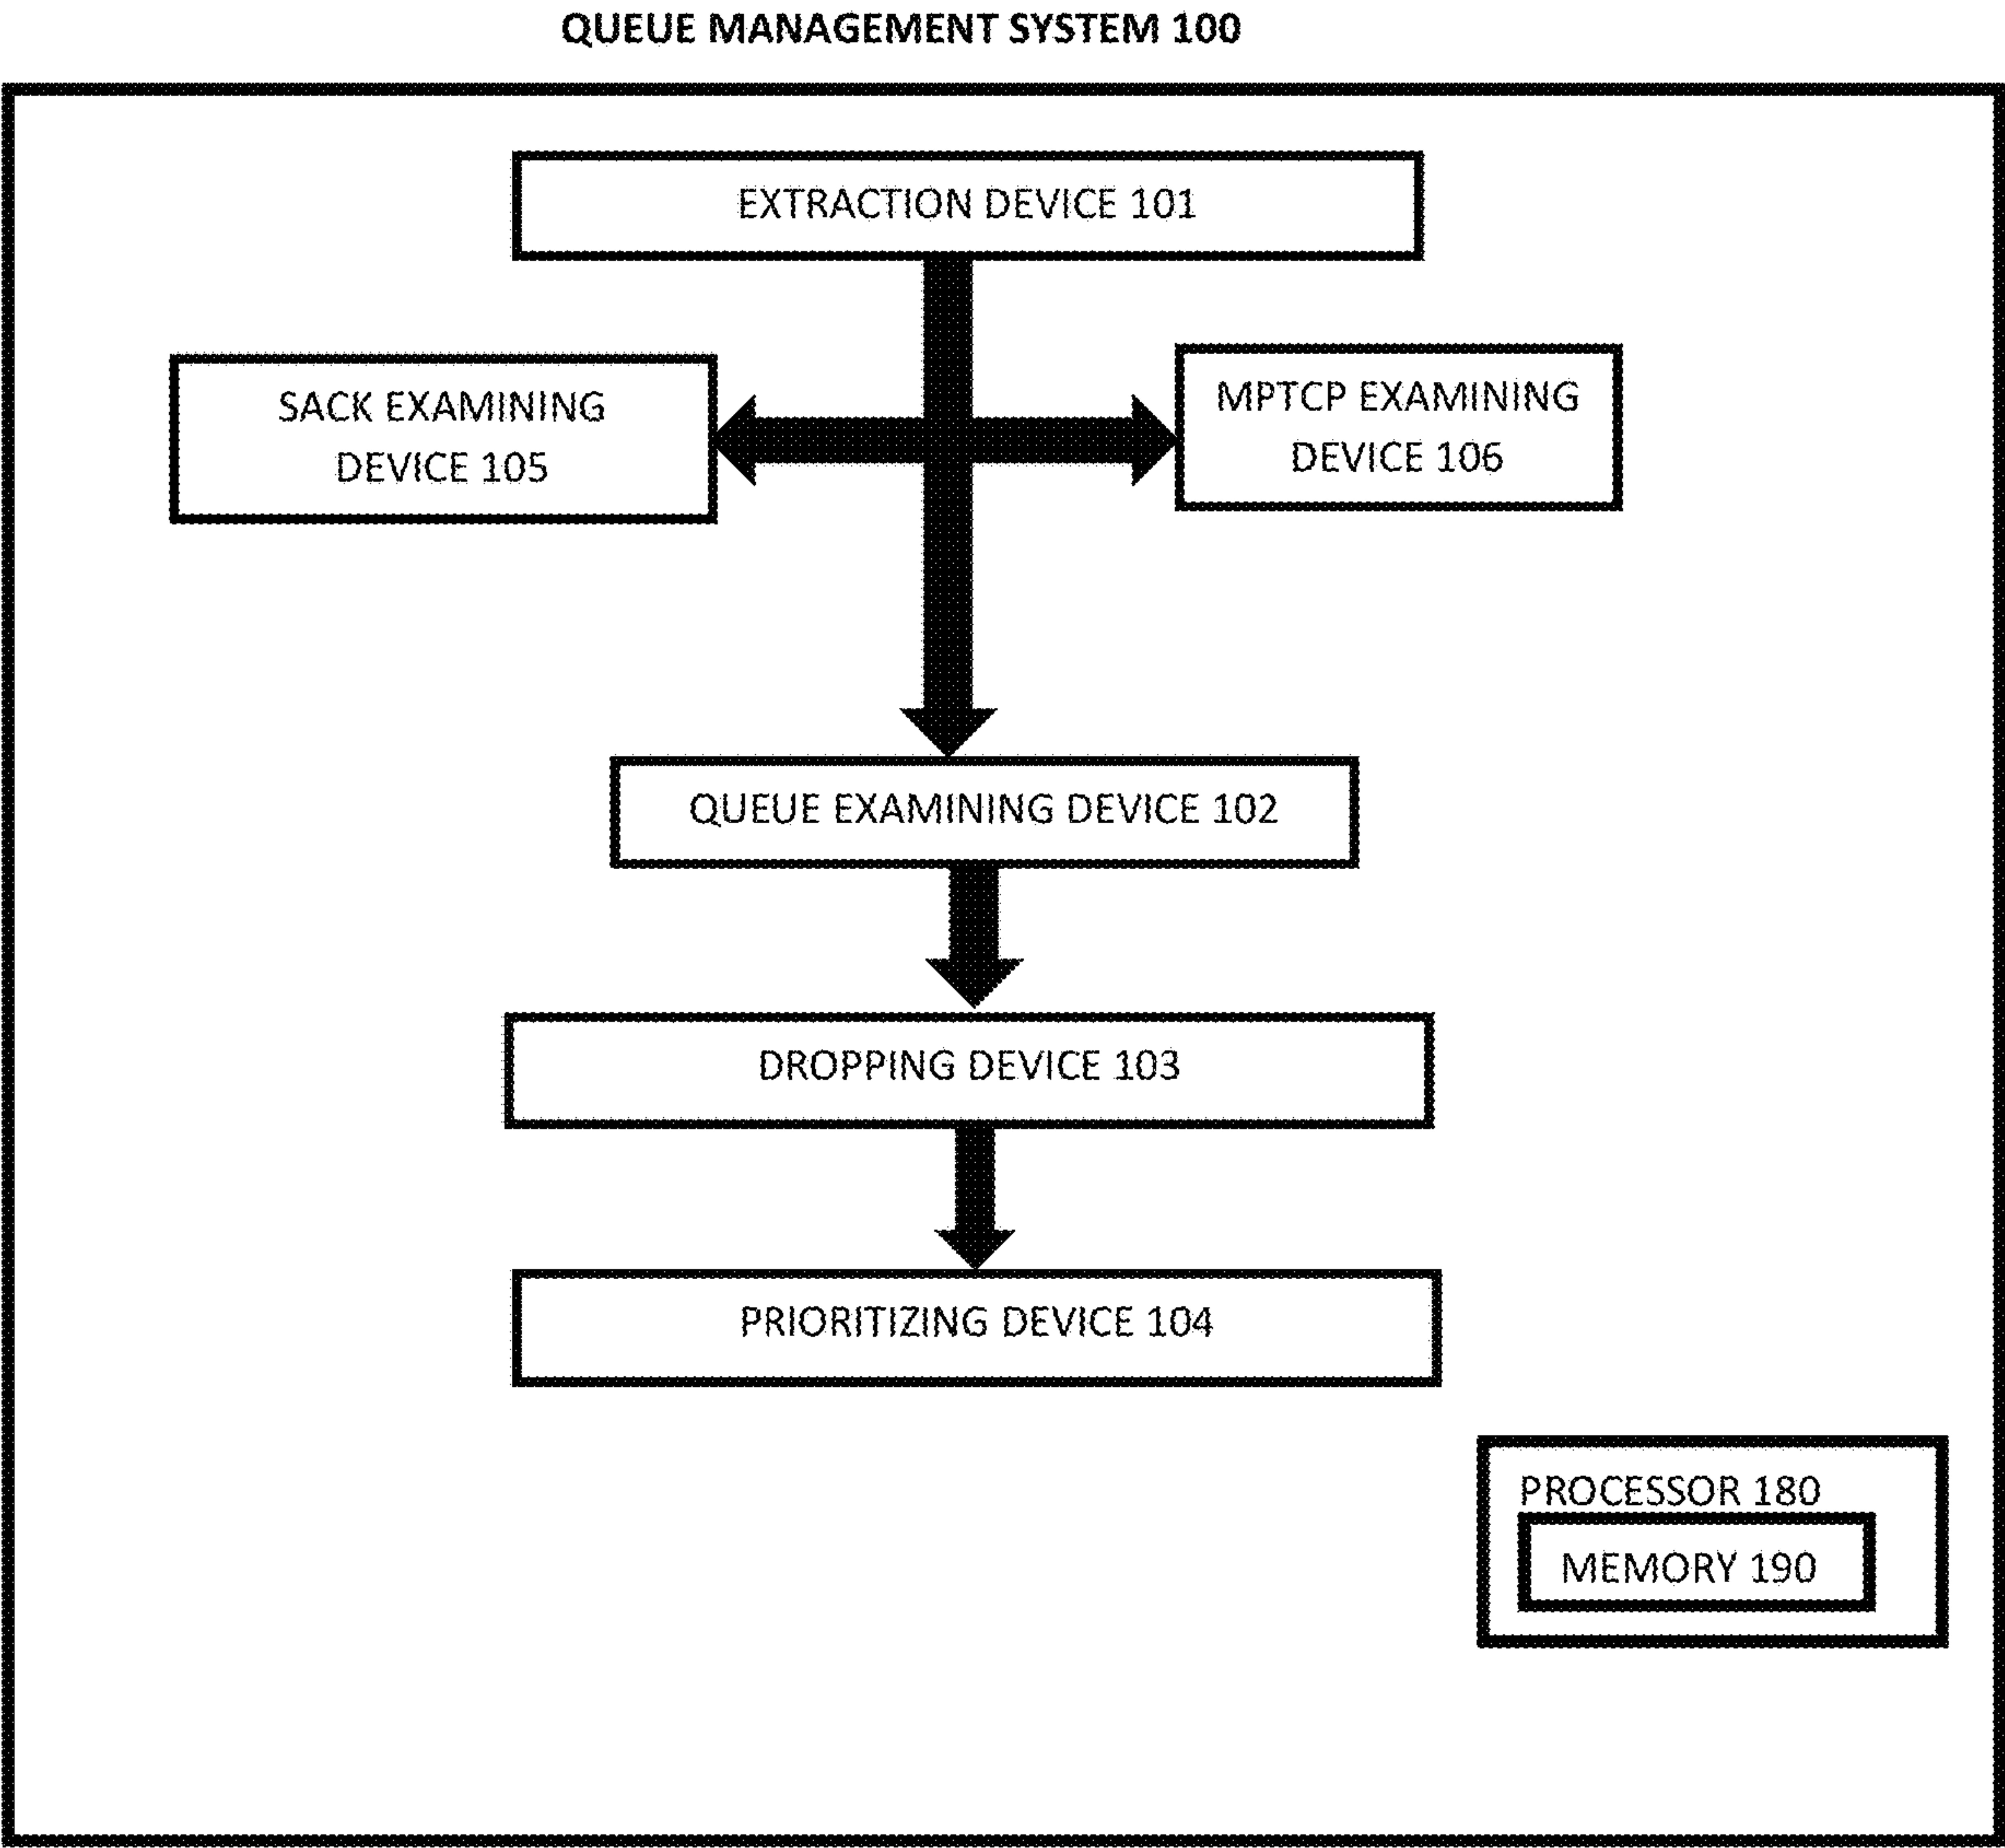 QUEUE MANAGEMENT SYSTEM 100
EXTRACTION DEVICE 101
SACK EXAMINING
DEVICE 105
MPTCP EXAMINING
DEVICE 106
QUEUE EXAMINING DEVICE 102
DROPPING DEVICE 103
PRIORITIZING DEVICE 104
PROCESSOR 180
MEMORY 190